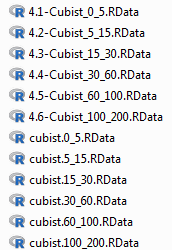 4.1-Cubist_0_5.RData
4.2-Cubist_5_15.RData
4.3-Cubist_15_30.RData
4.4-Cubist_30_60.RData
4.5-Cubist_60_100.RData
4.6-Cubist_100_200.RData
cubist.0_5.RData
cubist.5_15.RData
cubist.15_30.RData
cubist.30_60.RData
cubist.60_100.RData
cubist.100_200.RData